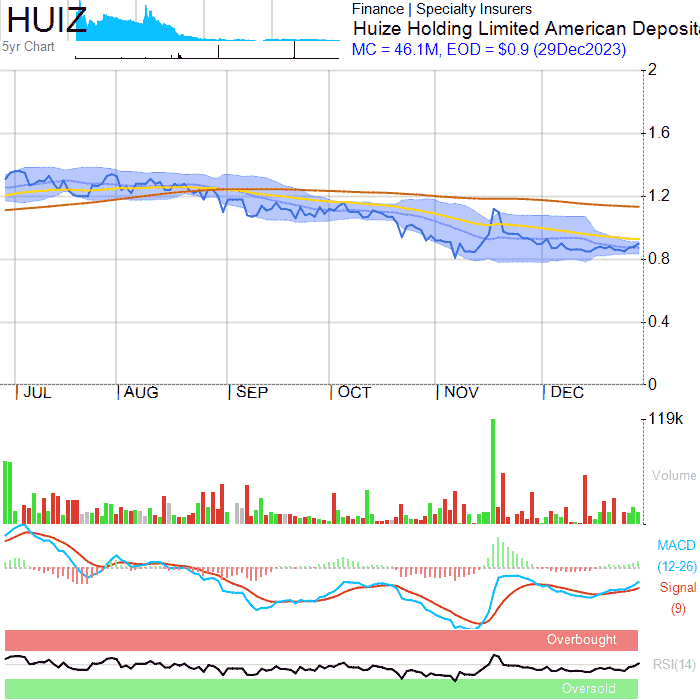 HUIZ
5yr Chart
Finance | Specialty Insurers
Huize Holding Limited American Deposit
MC = 46.1M, EOD = $0.9 (29Dec2023)
2
1.6
1.2
0.8
0.4
0
JUL
AUG
SEP
OCT
NOV
DEC
119k
Volume
MACD
(12-26)
Signal
(9)
Overbought
RSI(14)
Oversold